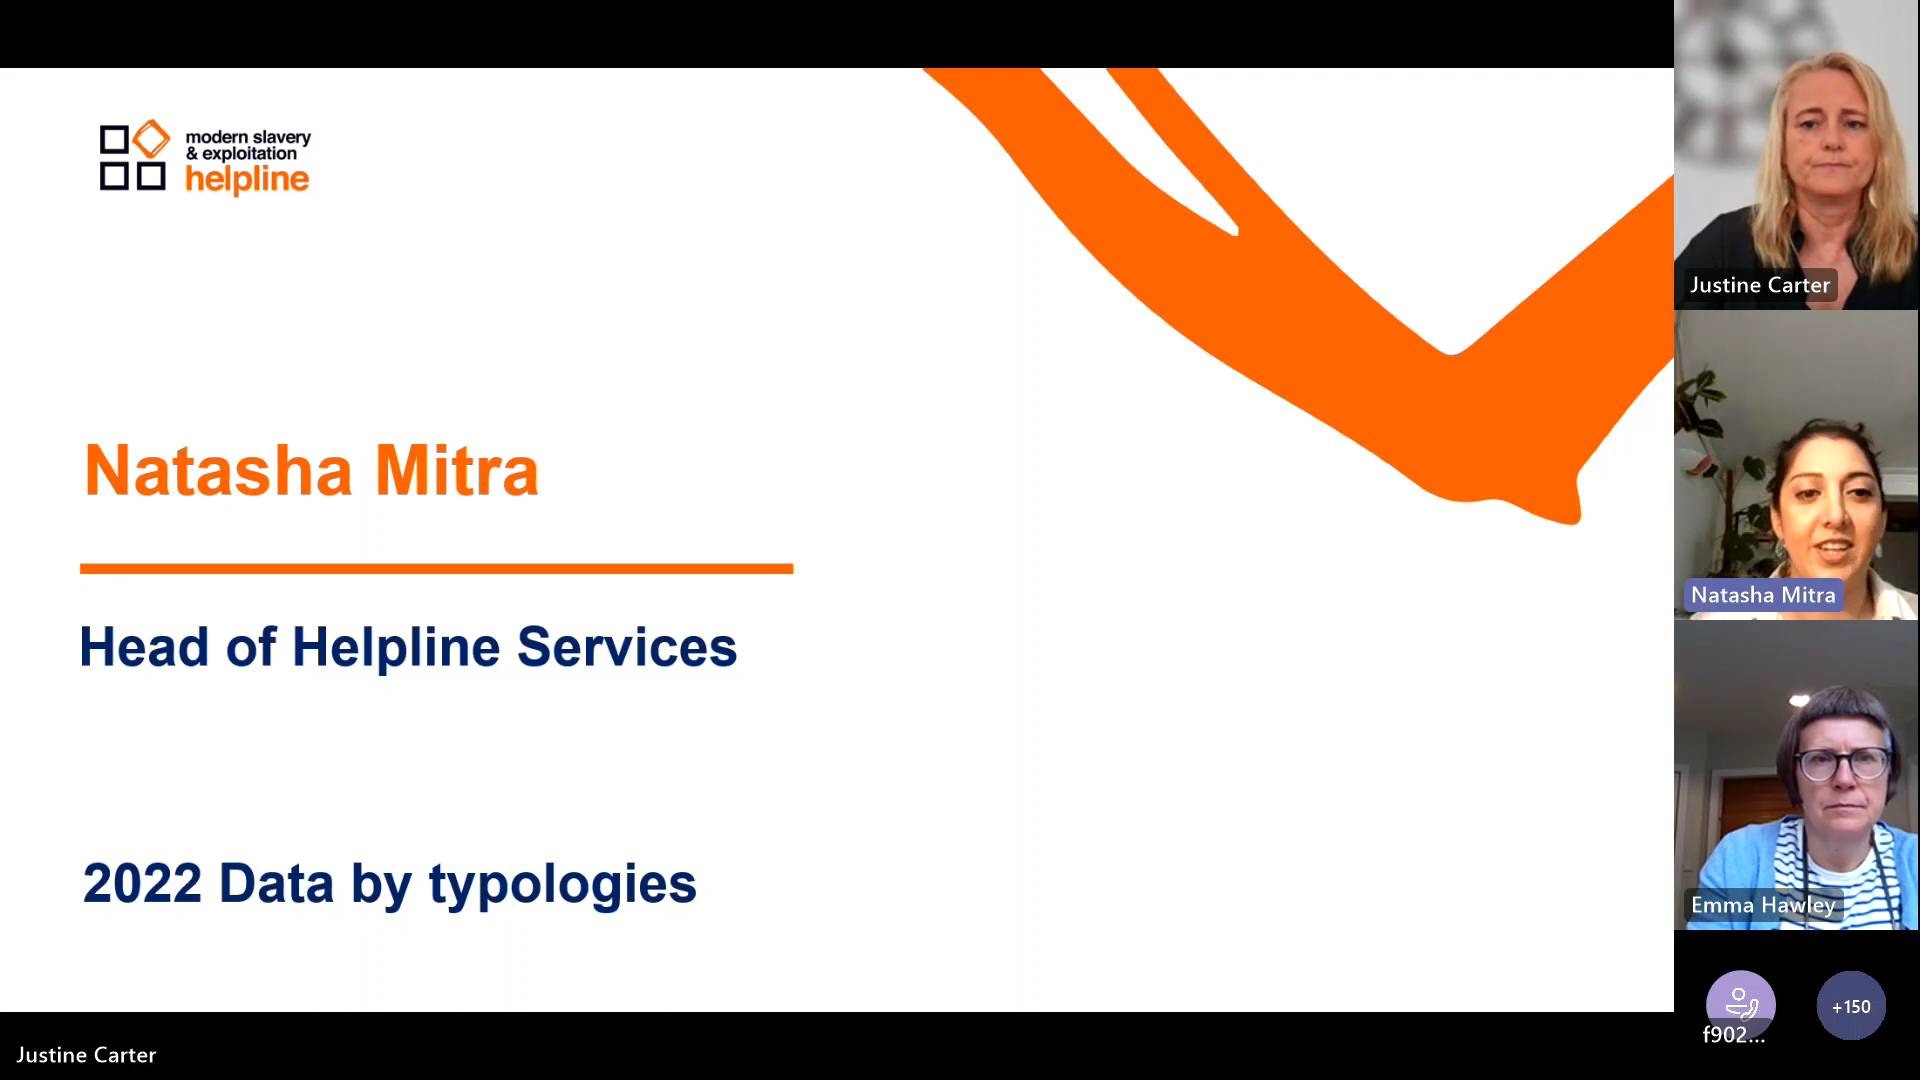 modern slavery
& exploitation
helpline
Natasha Mitra
Head of Helpline Services
2022 Data by typologies
Justine Carter
Justine Carter
Natasha Mitra
Emma Hawley
f902...
+150